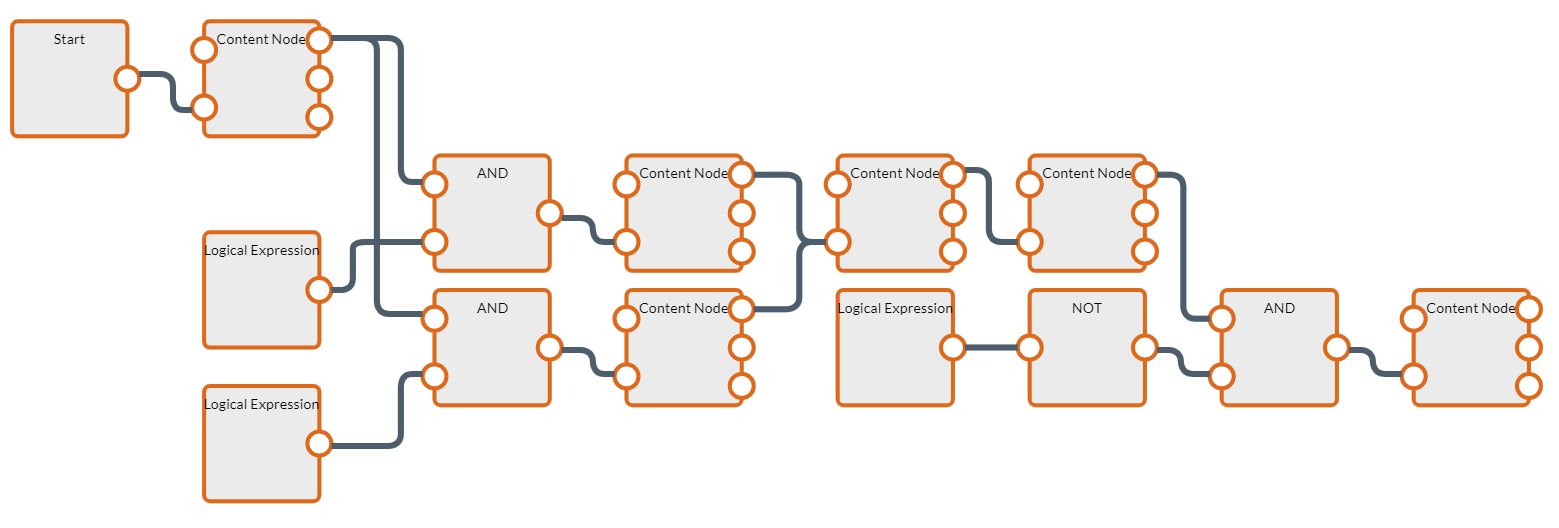 Start
Content Node
AND
Content Node
Content Node
Content Node
Logical Expression
AND
Content Node
Logical Expression
NOT
AND
Content Node
Logical Expression